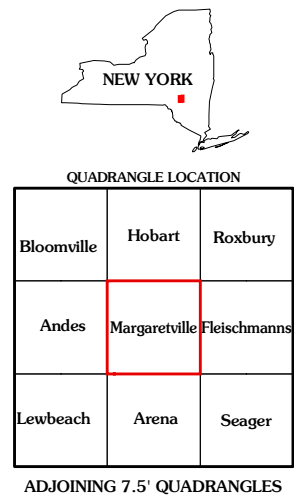 NEW YORK
QUADRANGLE LOCATION
Bloomville Hobart Roxbury
Andes Margaretville Fleischmanns
Lewbeach Arena Seager
ADJOINING 7.5' QUADRANGLES